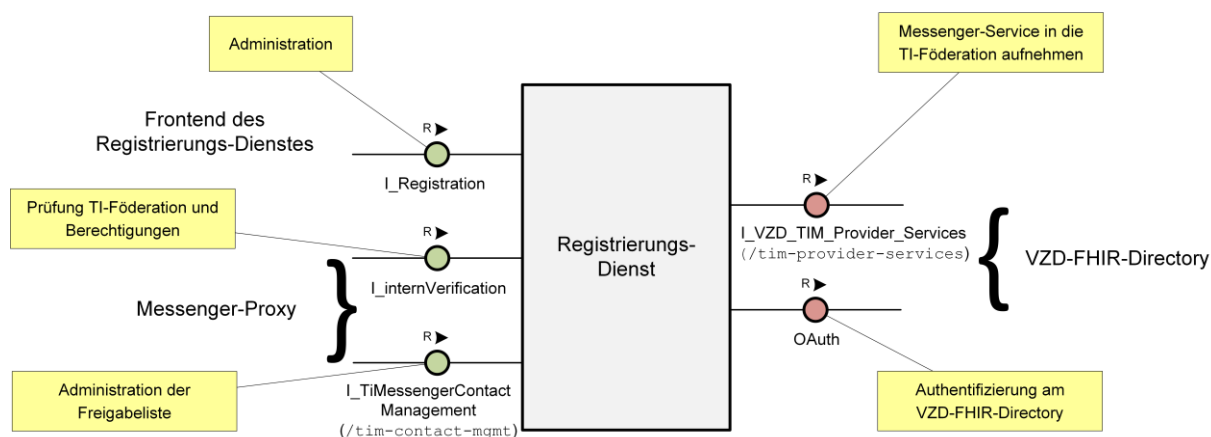 Administration
Messenger-Service in die
TI-Föderation aufnehmen
Frontend des
Registrierungs-Dienstes
R
I_Registration
Prüfung TI-Föderation und
Berechtigungen
R
I_internVerification
Messenger-Proxy
R
I_TiMessengerContact
Management
(/tim-contact-mgmt)
Administration der
Freigabeliste
Registrierungs-
Dienst
R
I_VZD_TIM_Provider_Services
(/tim-provider-services)
VZD-FHIR-Directory
R
OAuth
Authentifizierung am
VZD-FHIR-Directory